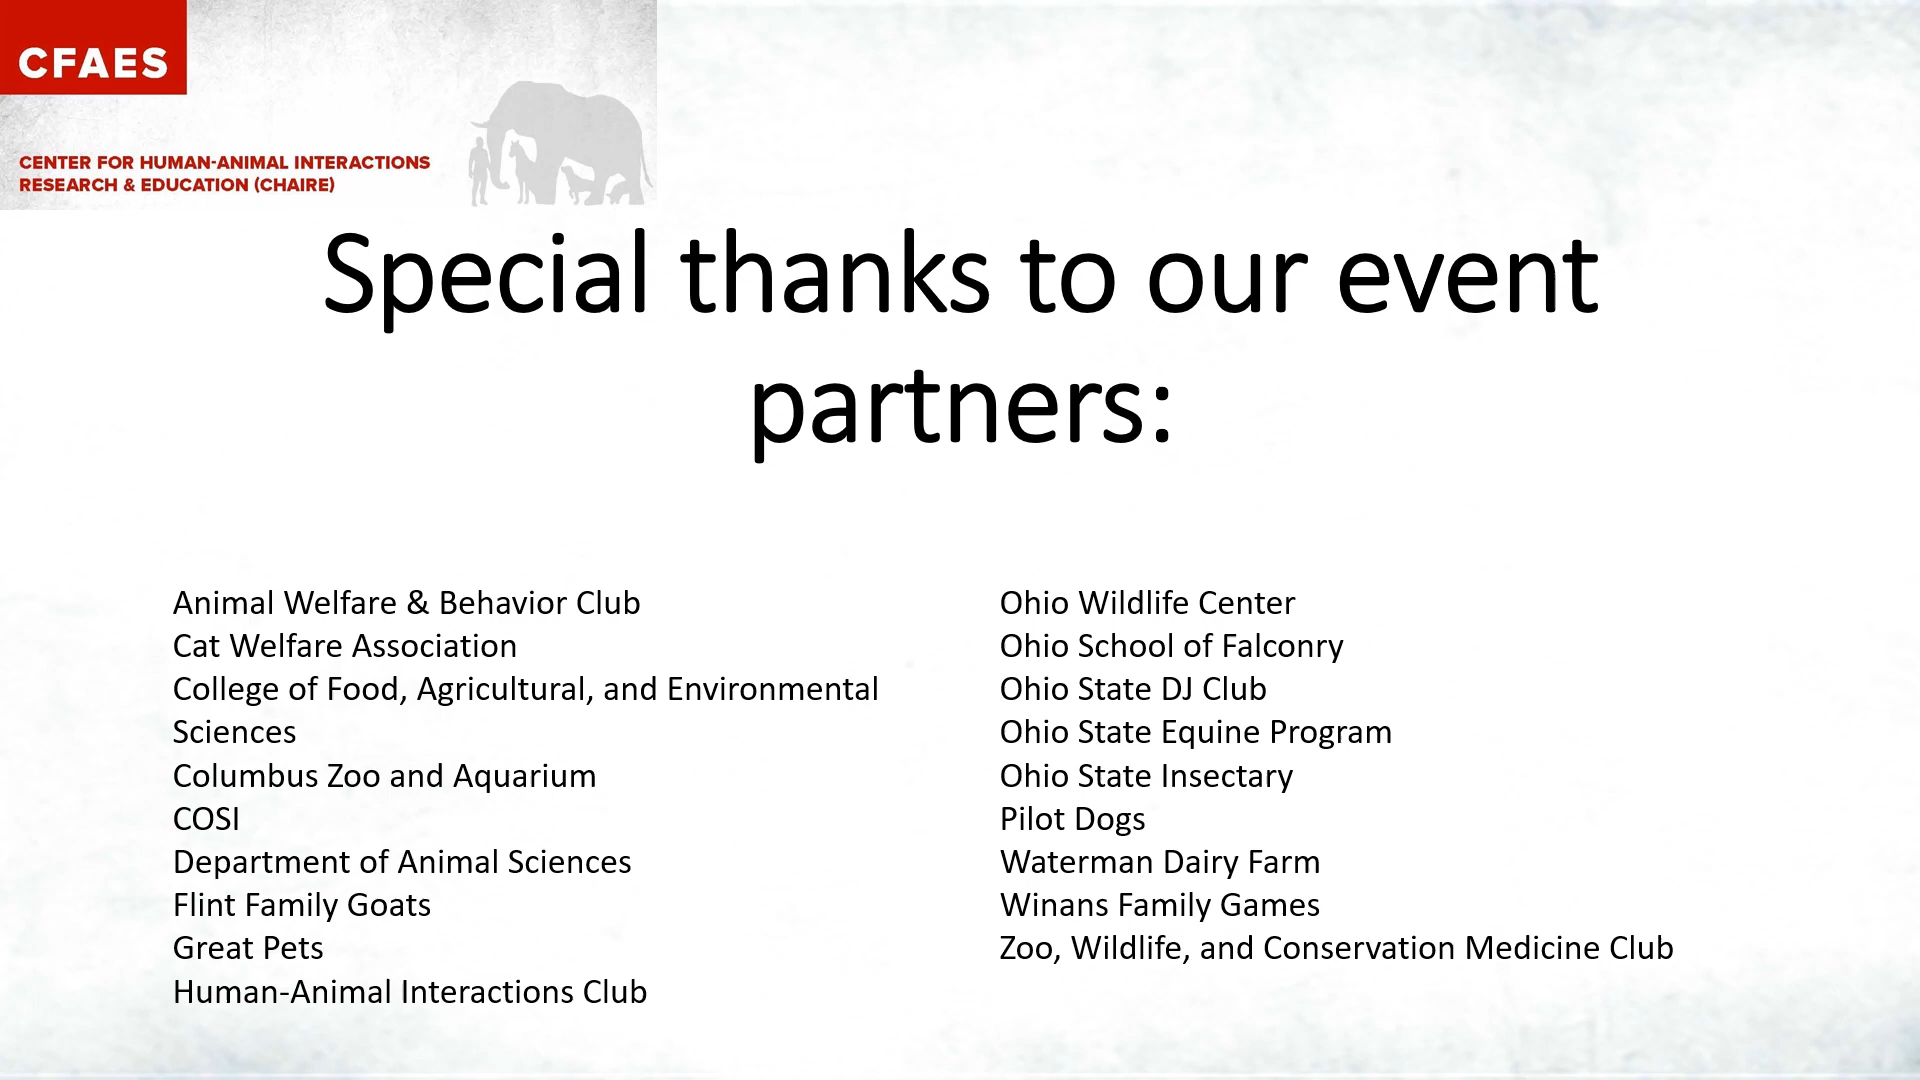 CFAES
CENTER FOR HUMAN-ANIMAL INTERACTIONS
RESEARCH & EDUCATION (CHAIRE)
Special thanks to our event
partners:
Animal Welfare & Behavior Club
Cat Welfare Association
College of Food, Agricultural, and Environmental
Sciences
Columbus Zoo and Aquarium
COSI
Department of Animal Sciences
Flint Family Goats
Great Pets
Human-Animal Interactions Club
Ohio Wildlife Center
Ohio School of Falconry
Ohio State DJ Club
Ohio State Equine Program
Ohio State Insectary
Pilot Dogs
Waterman Dairy Farm
Winans Family Games
Zoo, Wildlife, and Conservation Medicine Club